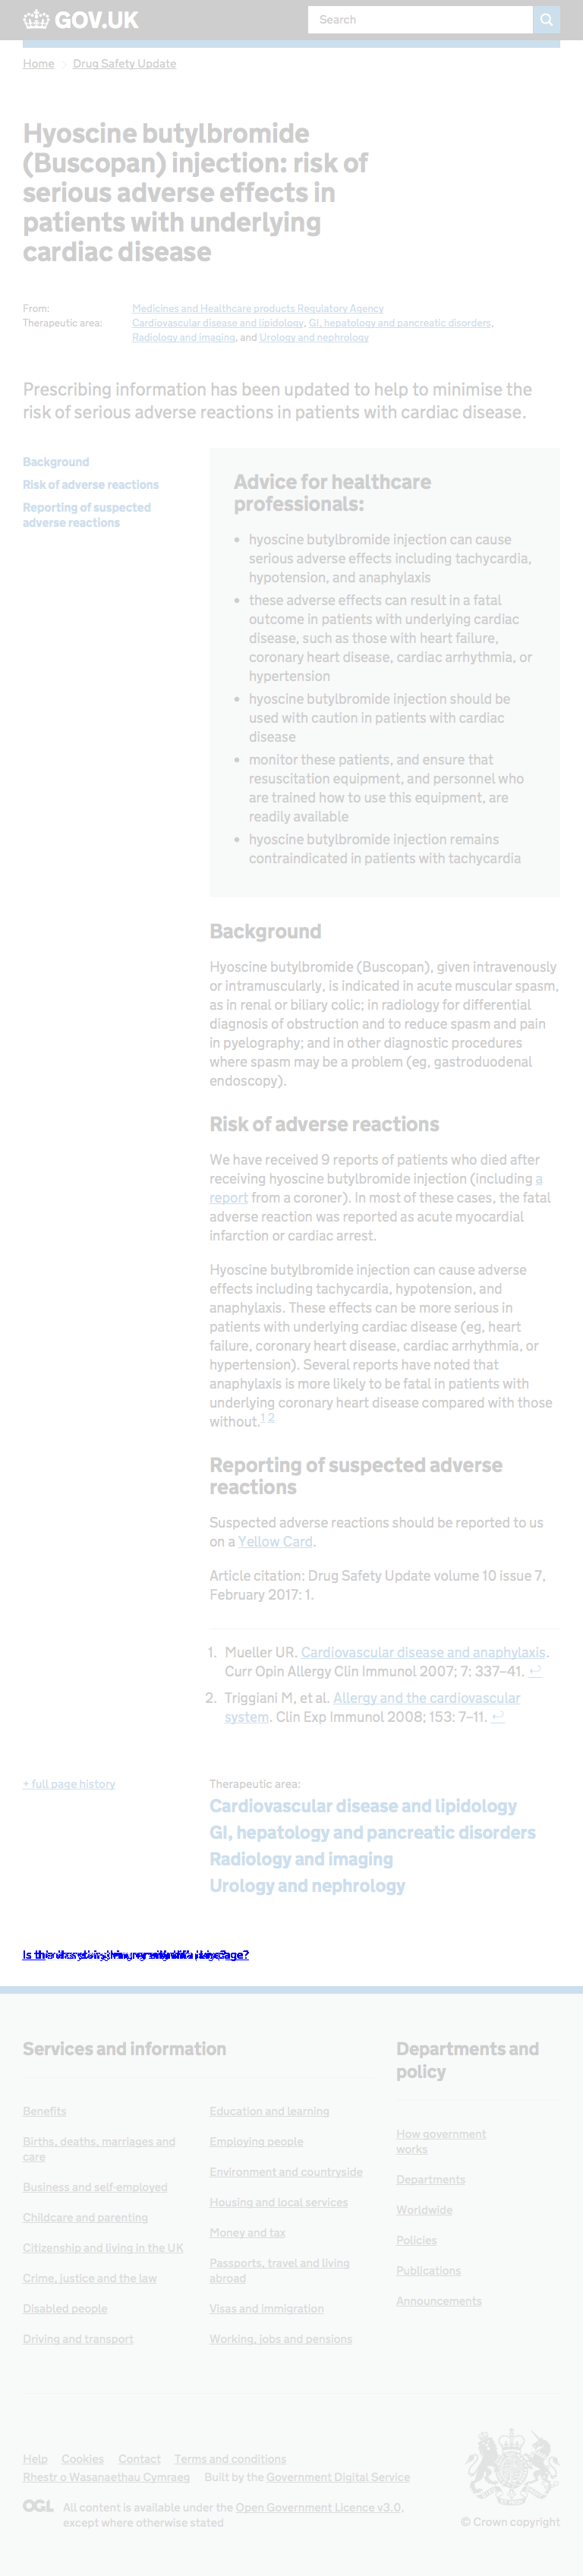 GOV.UK
Search
Home
Drug Safety Update
Hyoscine butylbromide
(Buscopan) injection: risk of
serious adverse effects in
patients with underlying
cardiac disease
From:
Medicines and Healthcare products Regulatory Agency
Therapeutic area:
Cardiovascular disease and lipidology, GI, hepatology and pancreatic disorders,
Radiology and imaging, and Urology and nephrology
Prescribing information has been updated to help to minimise the
risk of serious adverse reactions in patients with cardiac disease.
Background
Risk of adverse reactions
Reporting of suspected
adverse reactions
Advice for healthcare
professionals:
• hyoscine butylbromide injection can cause
serious adverse effects including tachycardia,
hypotension, and anaphylaxis
• these adverse effects can result in a fatal
outcome in patients with underlying cardiac
disease, such as those with heart failure,
coronary heart disease, cardiac arrhythmia, or
hypertension
• hyoscine butylbromide injection should be
used with caution in patients with cardiac
disease
• monitor these patients, and ensure that
resuscitation equipment, and personnel who
are trained how to use this equipment, are
readily available
• hyoscine butylbromide injection remains
contraindicated in patients with tachycardia
Background
Hyoscine butylbromide (Buscopan), given intravenously
or intramuscularly, is indicated in acute muscular spasm,
as in renal or biliary colic; in radiology for differential
diagnosis of obstruction and to reduce spasm and pain
in pyelography; and in other diagnostic procedures
where spasm may be a problem (eg, gastroduodenal
endoscopy).
Risk of adverse reactions
We have received 9 reports of patients who died after
receiving hyoscine butylbromide injection (including a
report from a coroner). In most of these cases, the fatal
adverse reaction was reported as acute myocardial
infarction or cardiac arrest.
Hyoscine butylbromide injection can cause adverse
effects including tachycardia, hypotension, and
anaphylaxis. These effects can be more serious in
patients with underlying cardiac disease (eg, heart
failure, coronary heart disease, cardiac arrhythmia, or
hypertension). Several reports have noted that
anaphylaxis is more likely to be fatal in patients with
underlying coronary heart disease compared with those
without.1 2
Reporting of suspected adverse
reactions
Suspected adverse reactions should be reported to us
on a Yellow Card.
Article citation: Drug Safety Update volume 10 issue 7,
February 2017: 1.
1. Mueller UR. Cardiovascular disease and anaphylaxis.
Curr Opin Allergy Clin Immunol 2007; 7: 337–41. ↩
2. Triggiani M, et al. Allergy and the cardiovascular
system. Clin Exp Immunol 2008; 153: 7–11. ↩
+ full page history
Therapeutic area:
Cardiovascular disease and lipidology
GI, hepatology and pancreatic disorders
Radiology and imaging
Urology and nephrology
Services and information
Benefits
Births, deaths, marriages and
care
Business and self-employed
Childcare and parenting
Citizenship and living in the UK
Crime, justice and the law
Disabled people
Driving and transport
Education and learning
Employing people
Environment and countryside
Housing and local services
Money and tax
Passports, travel and living
abroad
Visas and immigration
Working, jobs and pensions
Departments and
policy
How government
works
Departments
Worldwide
Policies
Publications
Announcements
Help
Cookies
Contact
Terms and conditions
Rhestr o Wasanaethau Cymraeg
Built by the Government Digital Service
OGL
All content is available under the Open Government Licence v3.0,
except where otherwise stated
© Crown copyright